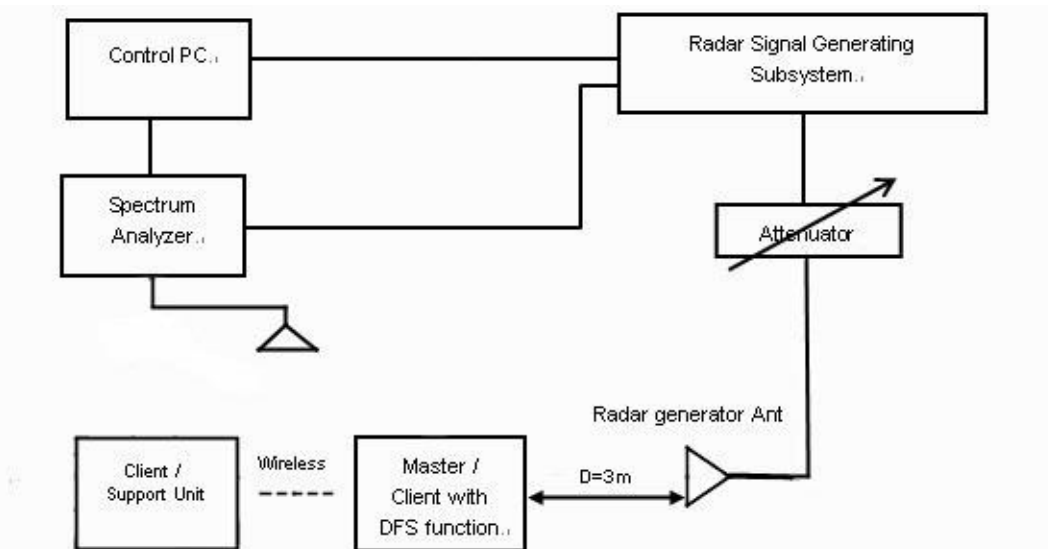 Control PC
Radar Signal Generating
Subsystem
Spectrum
Analyzer
Attenuator
Radar generator Ant
Client /
Support Unit
Wireless
Master /
Client with
DFS function
D=3m